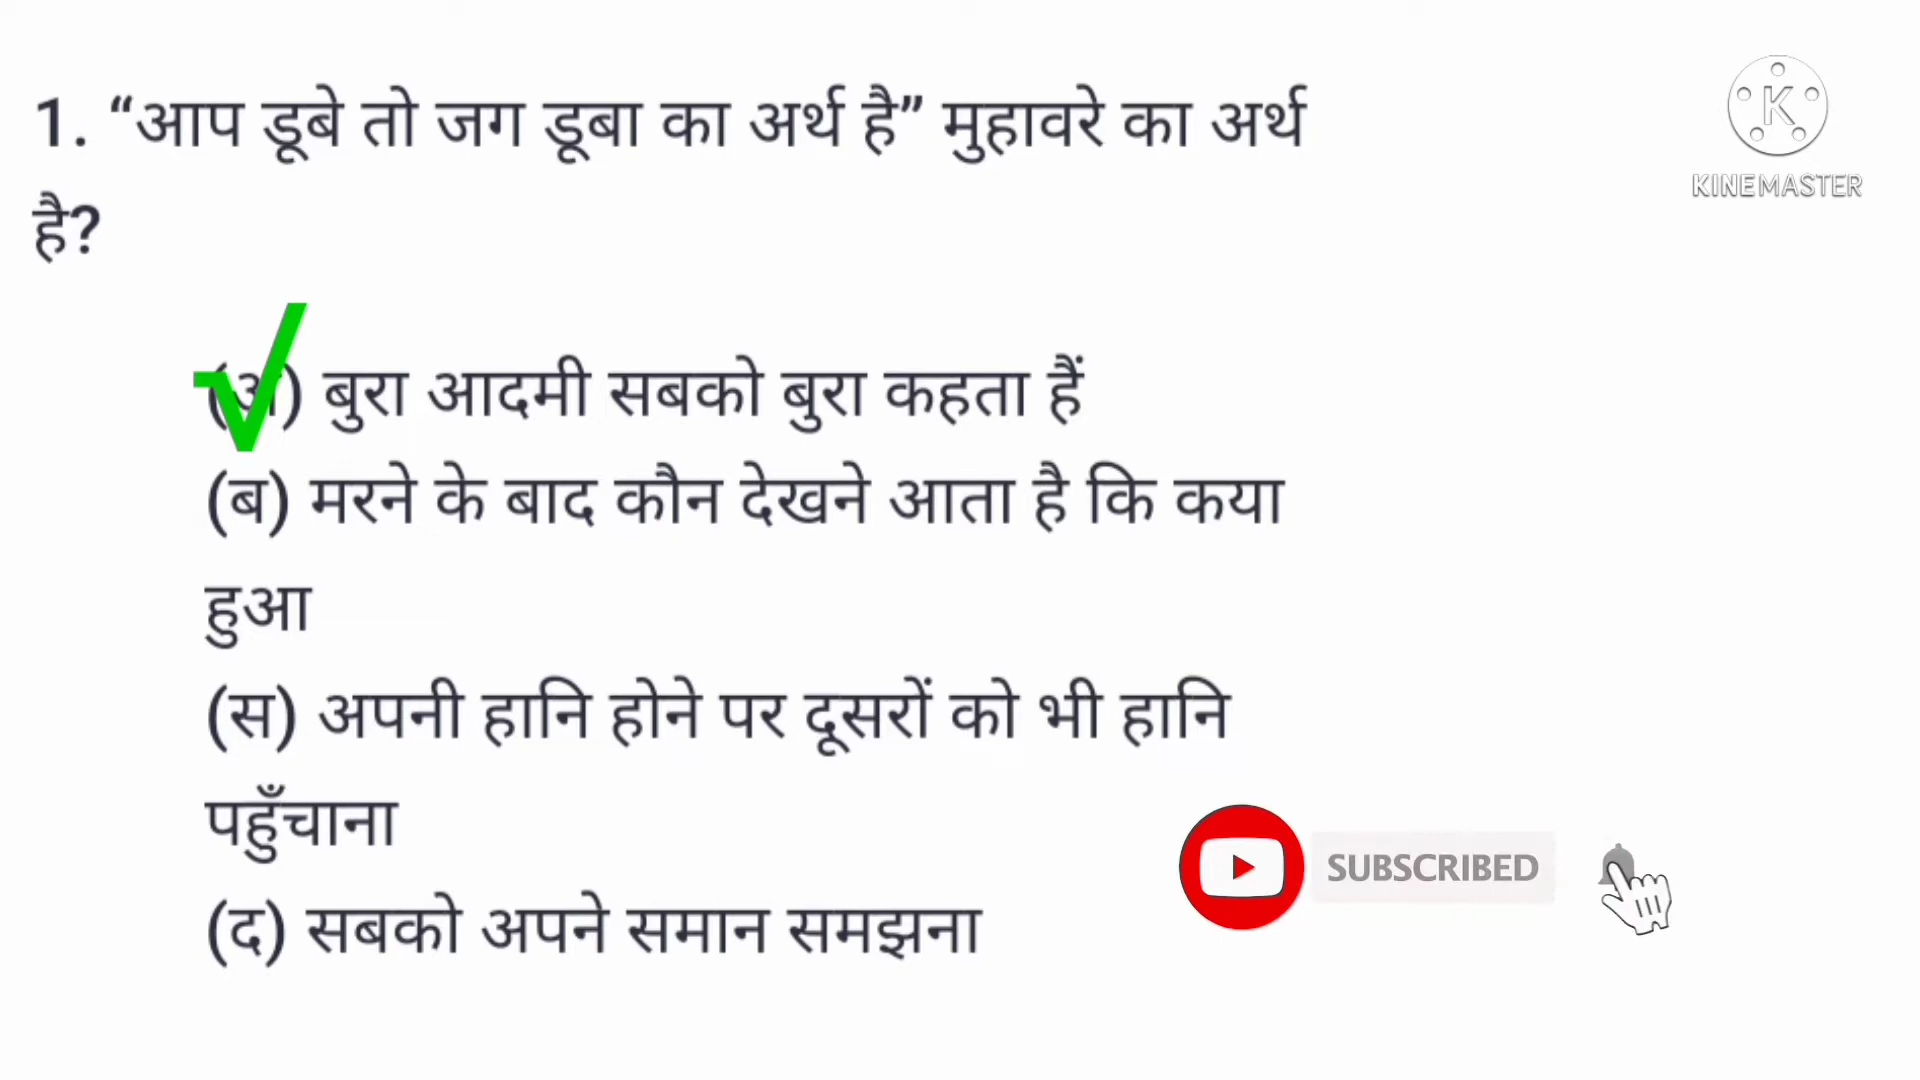 1. “आप डूबे तो जग डूबा का अर्थ है” मुहावरे का अर्थ
है?
KINEMASTER
(अ) बुरा आदमी सबको बुरा कहता हैं
(ब) मरने के बाद कौन देखने आता है कि कया
हुआ
(स) अपनी हानि होने पर दूसरों को भी हानि
पहुँचाना
SUBSCRIBED
(द) सबको अपने समान समझना